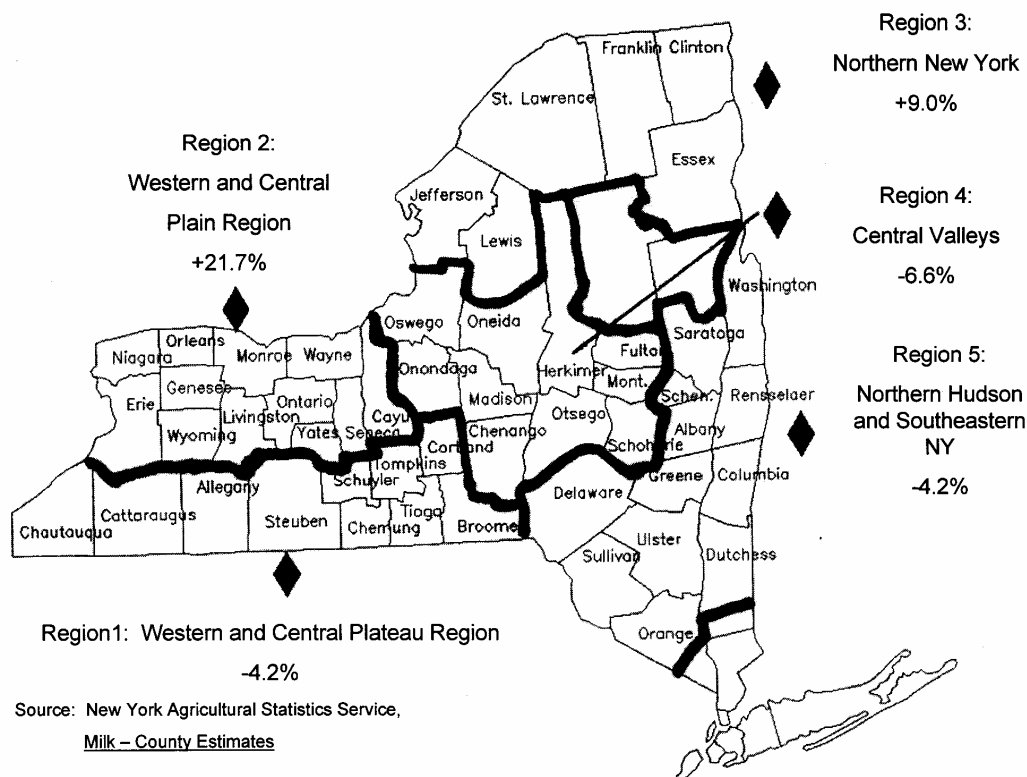 Region 3:
Northern New York
+9.0%
Region 2:
Western and Central
Plain Region
+21.7%
Region 4:
Central Valleys
-6.6%
Region 5:
Northern Hudson
and Southeastern
NY
-4.2%
Franklin Clinton
St. Lawrence
Essex
Jefferson
Lewis
Washington
Oswego Oneida
Saratoga
Orleans
Niagara Monroe Wayne
Onondaga
Herkimer
Fulton
Genesee
Mont.
Rensselaer
Erie
Livingston
Ontario
Cayu
Madison
Otsego
Schen.
Wyoming
Yates Seneca
Cortland
Chenango
Albany
Schoharie
Tompkins
Schuyler
Greene Columbia
Allegany
Delaware
Chautauqua
Cattaraugus
Steuben
Chemung
Tioga
Broome
Ulster
Sullivan
Dutchess
Orange
Region1: Western and Central Plateau Region
-4.2%
Source: New York Agricultural Statistics Service,
Milk – County Estimates